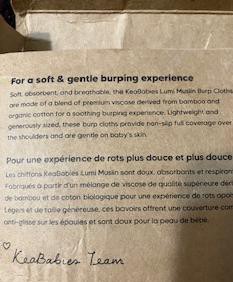 For a soft & gentle burping experience
Soft, absorbent, and breathable, the KeaBabies Lumi Muslin Burp Cloths
are made of a blend of premium viscose derived from bamboo and
organic cotton for a soothing burping experience. Lightweight and
generously sized, these burp cloths provide non-slip full coverage over
the shoulders and are gentle on baby's skin.
Pour une expérience de rots plus douce et plus douce
Les chiffons KeaBabies Lumi Muslin sont doux, absorbants et respirants
Fabriqués à partir d'un mélange de viscose de qualité supérieure déri
de bambou et de coton biologique pour une expérience de rots
Légers et de taille généreuse, ces bavoirs offrent une couverture com
anti-glisse sur les épaules et sont doux pour la peau de bébé.
KeaBabies Team